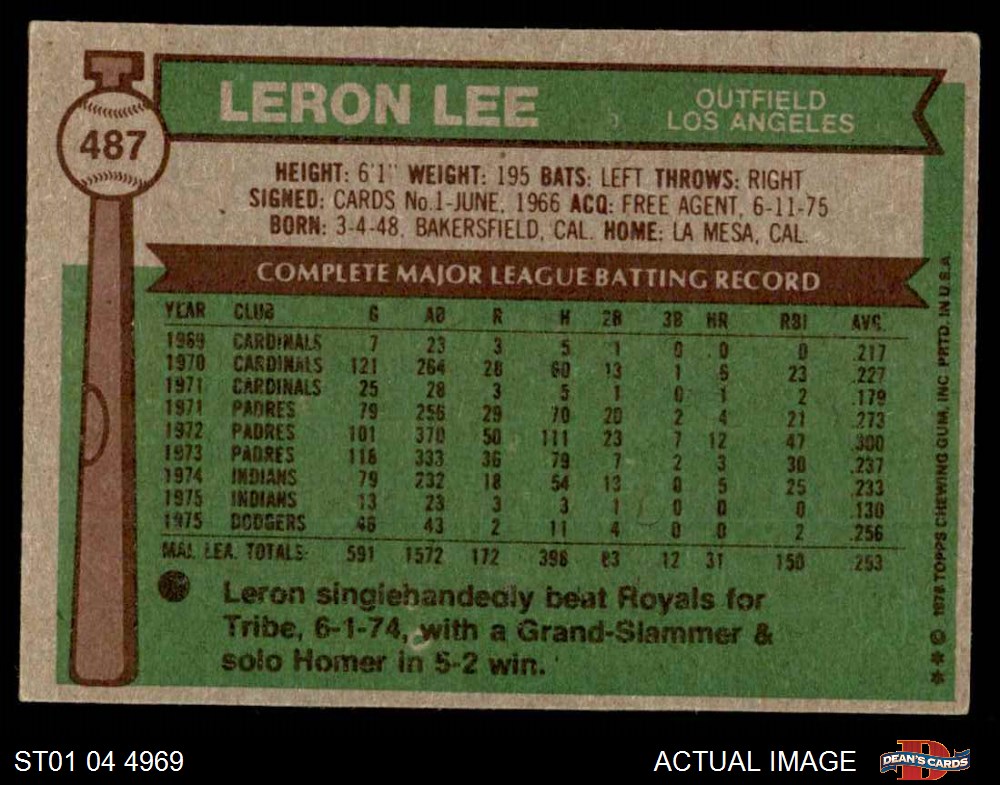 LERON LEE
OUTFIELD
LOS ANGELES
487
HEIGHT: 6'1" WEIGHT: 195 BATS: LEFT THROWS: RIGHT
SIGNED: CARDS No.1-JUNE, 1966 ACQ: FREE AGENT, 6-11-75
BORN: 3-4-48, BAKERSFIELD, CAL. HOME: LA MESA, CAL.
COMPLETE MAJOR LEAGUE BATTING RECORD
YEAR CLUB G AB R H 2B 3B HR RBI AVG.
1969 CARDINALS 7 23 3 5 1 0 0 0 .217
1970 CARDINALS 121 264 28 60 13 1 6 23 .227
1971 CARDINALS 25 28 3 5 1 0 1 2 .179
1971 PADRES 79 256 29 70 20 2 4 21 .273
1972 PADRES 101 370 50 111 23 7 12 47 .300
1973 PADRES 118 333 36 79 7 2 3 30 .237
1974 INDIANS 79 232 18 54 13 0 5 25 .233
1975 INDIANS 13 23 3 3 1 0 0 0 .130
1975 DODGERS 48 43 2 11 4 0 0 2 .256
MAJ. LEA. TOTALS 591 1572 172 398 83 12 31 150 .253
Leron singlehandedly beat Royals for
Tribe, 6-1-74, with a Grand-Slammer &
solo Homer in 5-2 win.
** © 1976 TOPPS CHEWING GUM, INC. PRTD. IN U.S.A.
ST01 04 4969
ACTUAL IMAGE
D
DEAN'S CARDS